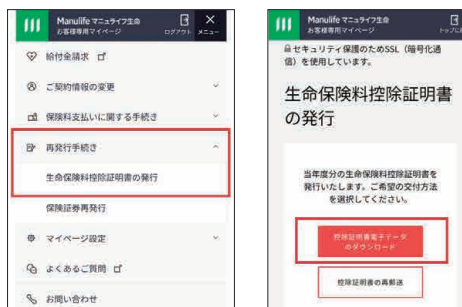 Manulife マニュライフ生命
お客様専用マイページ
ログアウト メニュー
給付金請求
ご契約情報の変更
保険料支払いに関する手続き
再発行手続き
生命保険料控除証明書の発行
保険証券再発行
マイページ設定
よくあるご質問
お問い合わせ
Manulife マニュライフ生命
お客様専用マイページ
セキュリティ保護のためSSL（暗号化通
信）を使用しています。
生命保険料控除証明書
の発行
当年度分の生命保険料控除証明書を
発行いたします。ご希望の交付方法
を選択してください。
控除証明書電子データ
のダウンロード
控除証明書の再郵送